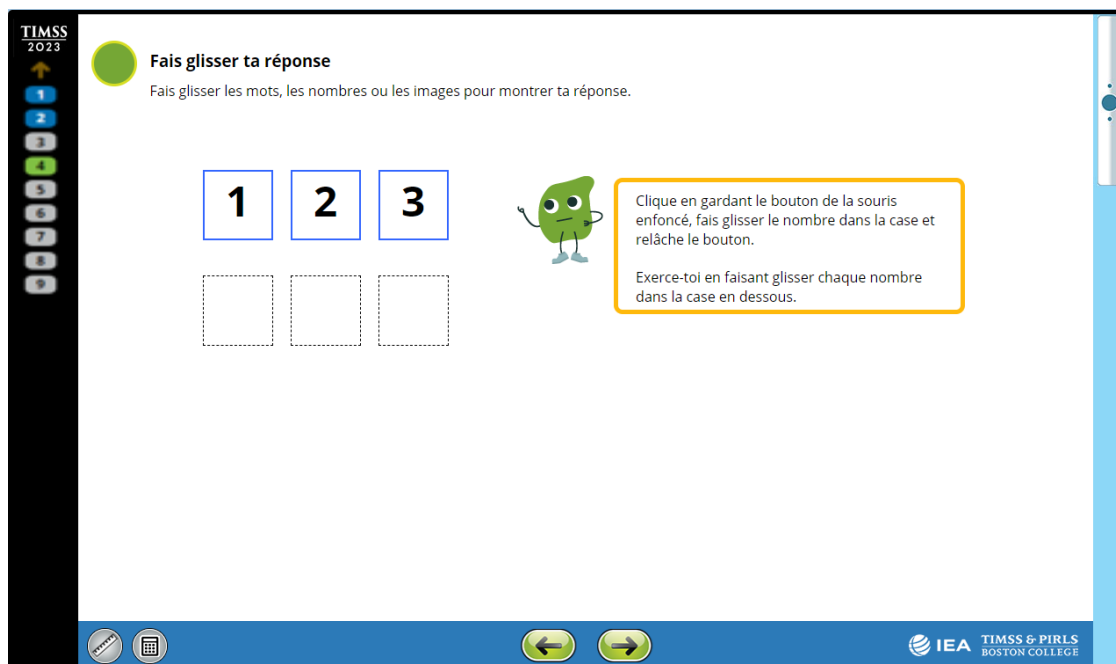 TIMSS
2023
1
2
3
4
5
6
7
8
9
Fais glisser ta réponse
Fais glisser les mots, les nombres ou les images pour montrer ta réponse.
1 2 3
Clique en gardant le bouton de la souris
enfoncé, fais glisser le nombre dans la case et
relâche le bouton.
Exerce-toi en faisant glisser chaque nombre
dans la case en dessous.
IEA
TIMSS & PIRLS
BOSTON COLLEGE